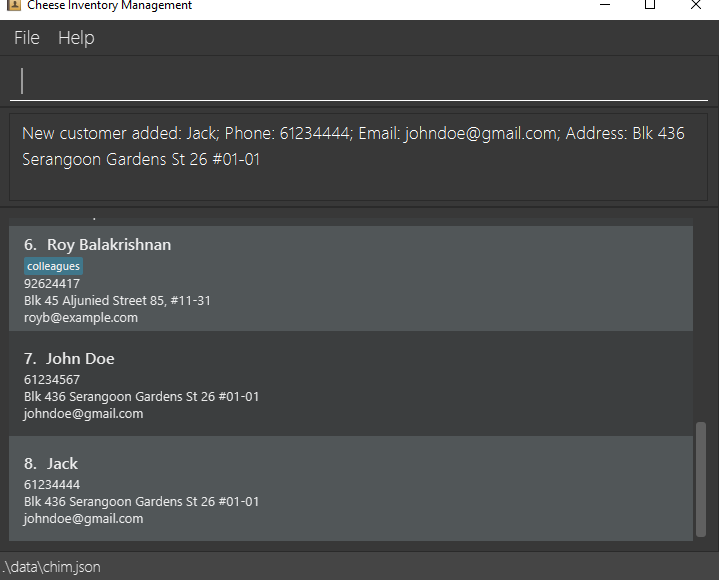 Cheese Inventory Management
File Help
New customer added: Jack; Phone: 61234444; Email: johndoe@gmail.com; Address: Blk 436
Serangoon Gardens St 26 #01-01
6. Roy Balakrishnan
colleagues
92624417
Blk 45 Aljunied Street 85, #11-31
royb@example.com
7. John Doe
61234567
Blk 436 Serangoon Gardens St 26 #01-01
johndoe@gmail.com
8. Jack
61234444
Blk 436 Serangoon Gardens St 26 #01-01
johndoe@gmail.com
.\data\chim.json